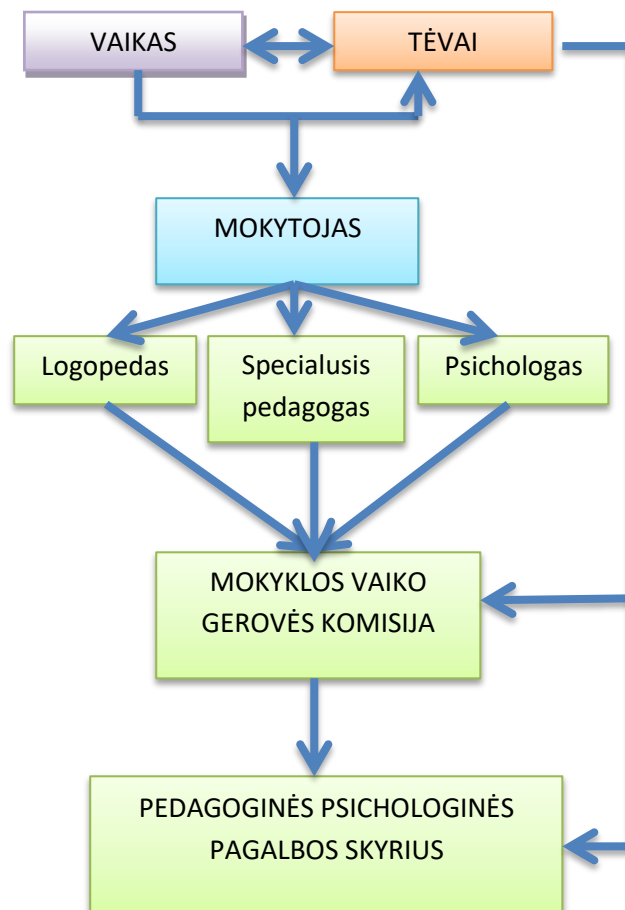 VAIKAS
TĖVAI
MOKYTOJAS
Logopedas
Specialusis
pedagogas
Psichologas
MOKYKLOS VAIKO
GEROVĖS KOMISIJA
PEDAGOGINĖS PSICHOLOGINĖS
PAGALBOS SKYRIUS